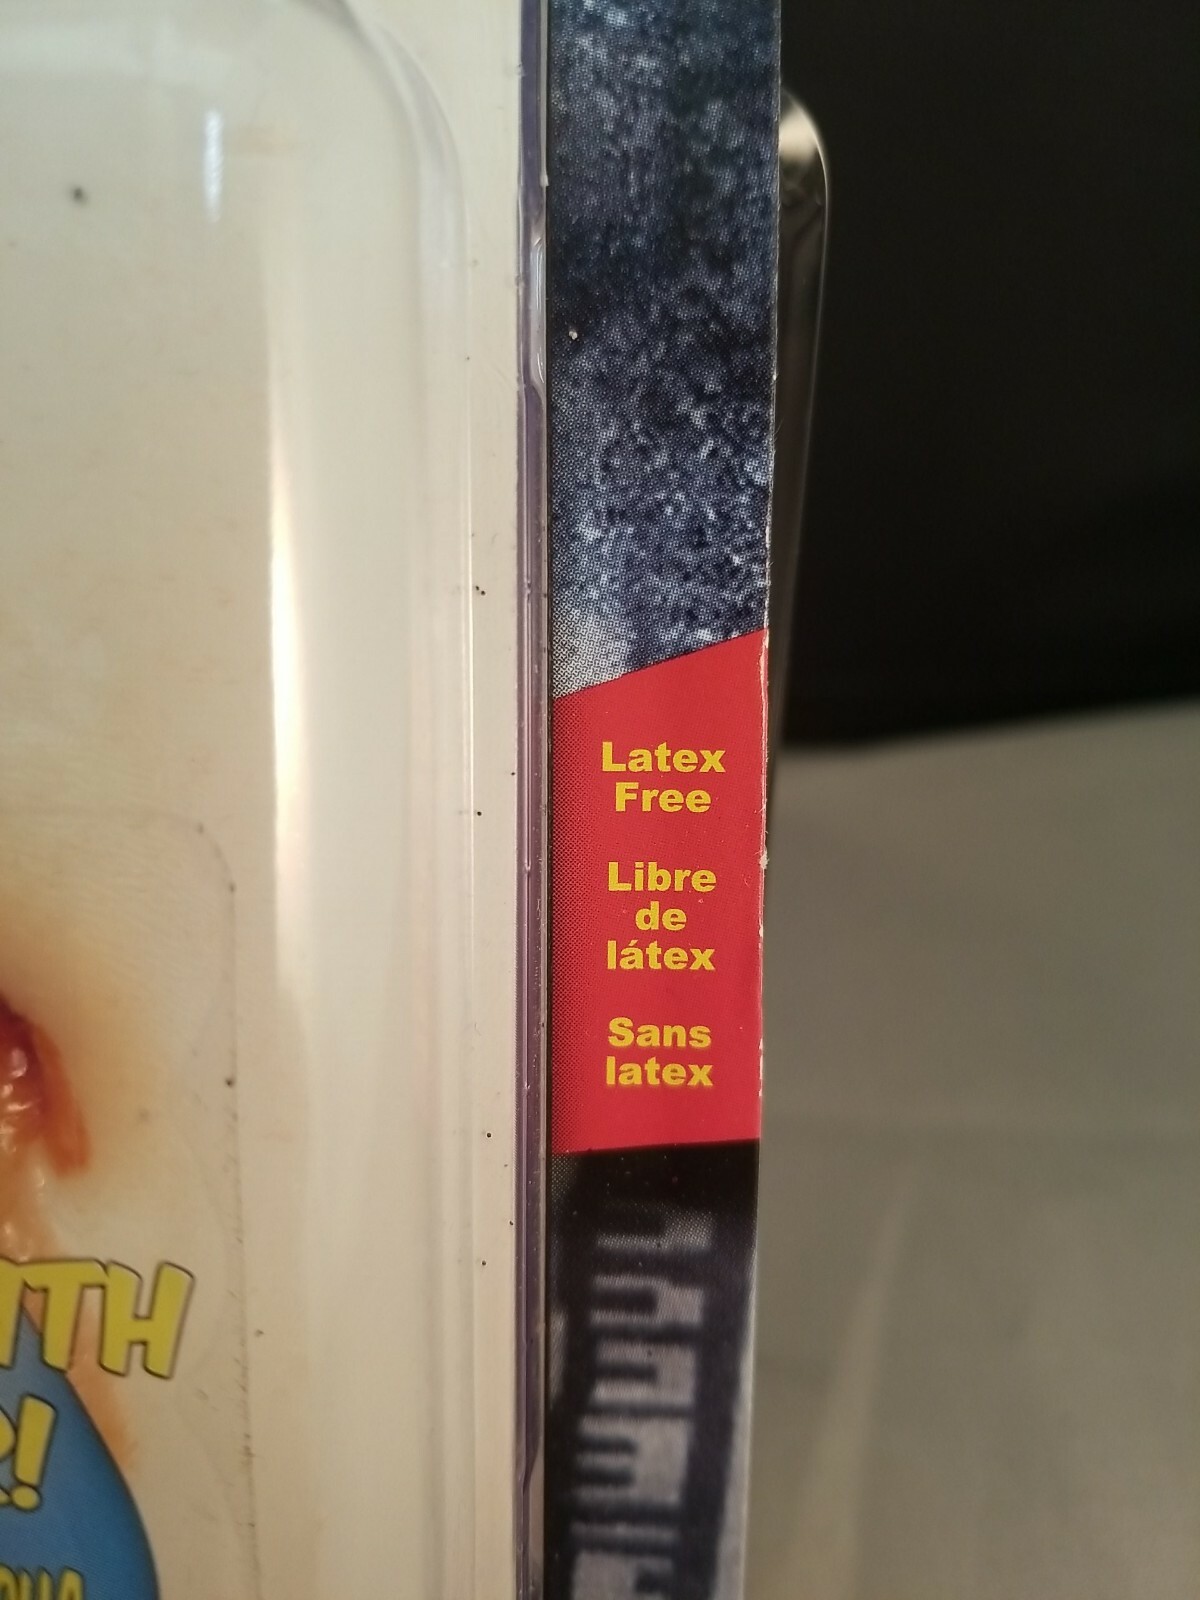 Latex
Free
Libre
de
látex
Sans
latex